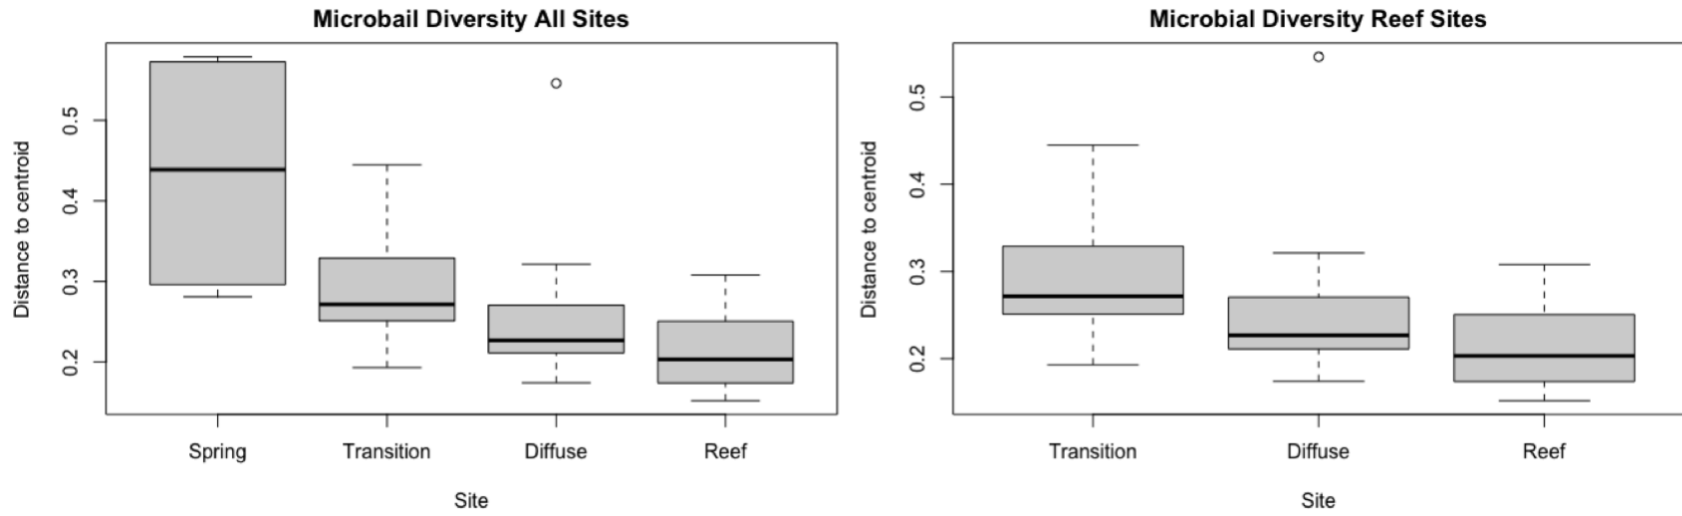 Microbail Diversity All Sites
Distance to centroid
0.5
0.4
0.3
0.2
Spring Transition Diffuse Reef
Site
Microbial Diversity Reef Sites
Distance to centroid
0.5
0.4
0.3
0.2
Transition Diffuse Reef
Site